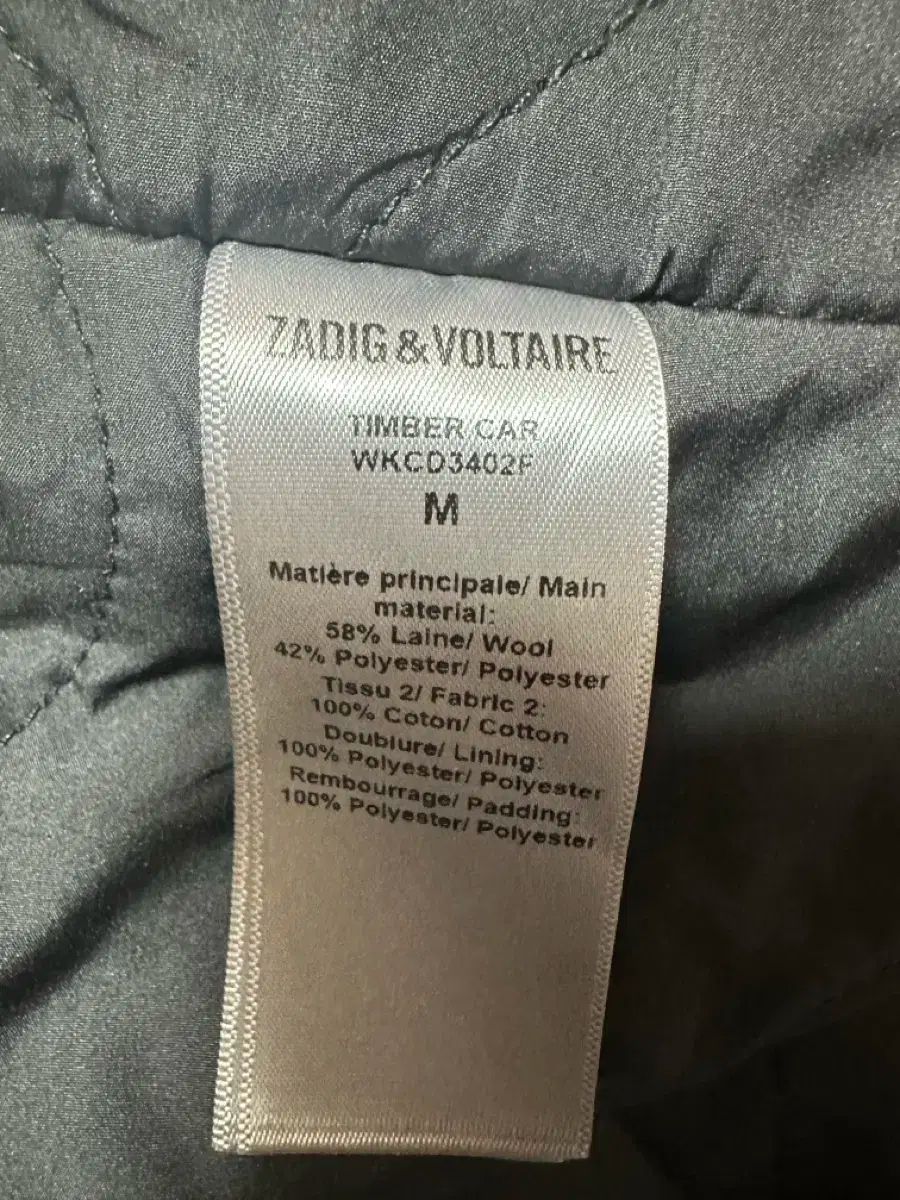 ZADIG & VOLTAIRE
TIMBER CAR
WKCD3402F
M
Matière principale/ Main
material:
58% Laine/ Wool
42% Polyester/ Polyester
Tissu 2/ Fabric 2:
100% Coton/ Cotton
Doublure/ Lining:
100% Polyester/ Polyester
Rembourrage/ Padding:
100% Polyester/ Polyester